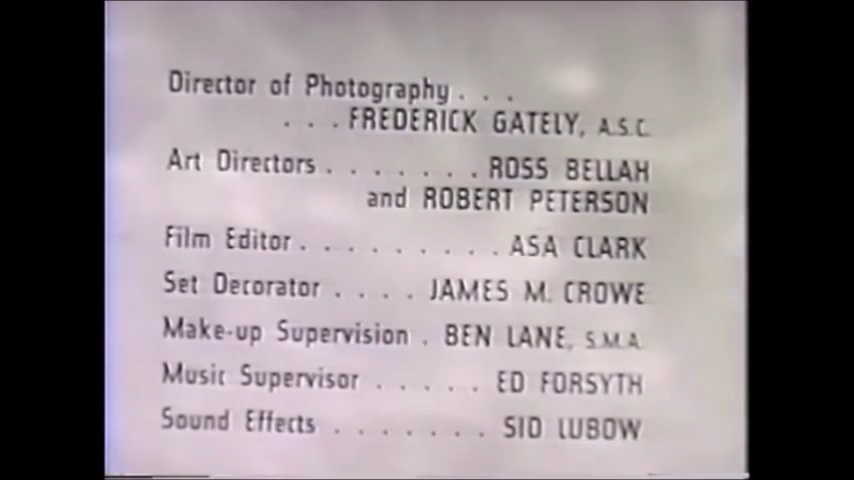 Director of Photography . . .
. . . FREDERICK GATELY, A.S.C.
Art Directors . . . . . . . ROSS BELLAH
and ROBERT PETERSON
Film Editor . . . . . . . . . ASA CLARK
Set Decorator . . . . JAMES M. CROWE
Make-up Supervision . BEN LANE, S.M.A.
Music Supervisor . . . . . ED FORSYTH
Sound Effects . . . . . . . SID LUBOW